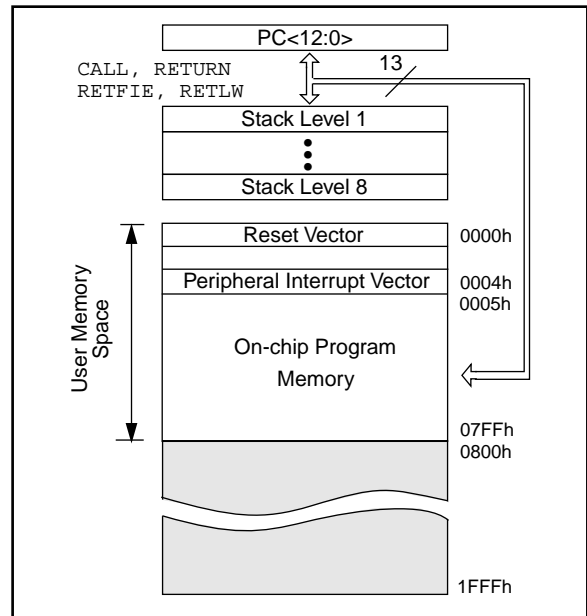 PC<12:0>
CALL, RETURN
RETFIE, RETLW
13
Stack Level 1
Stack Level 8
User Memory
Space
Reset Vector
0000h
Peripheral Interrupt Vector
0004h
0005h
On-chip Program
Memory
07FFh
0800h
1FFFh